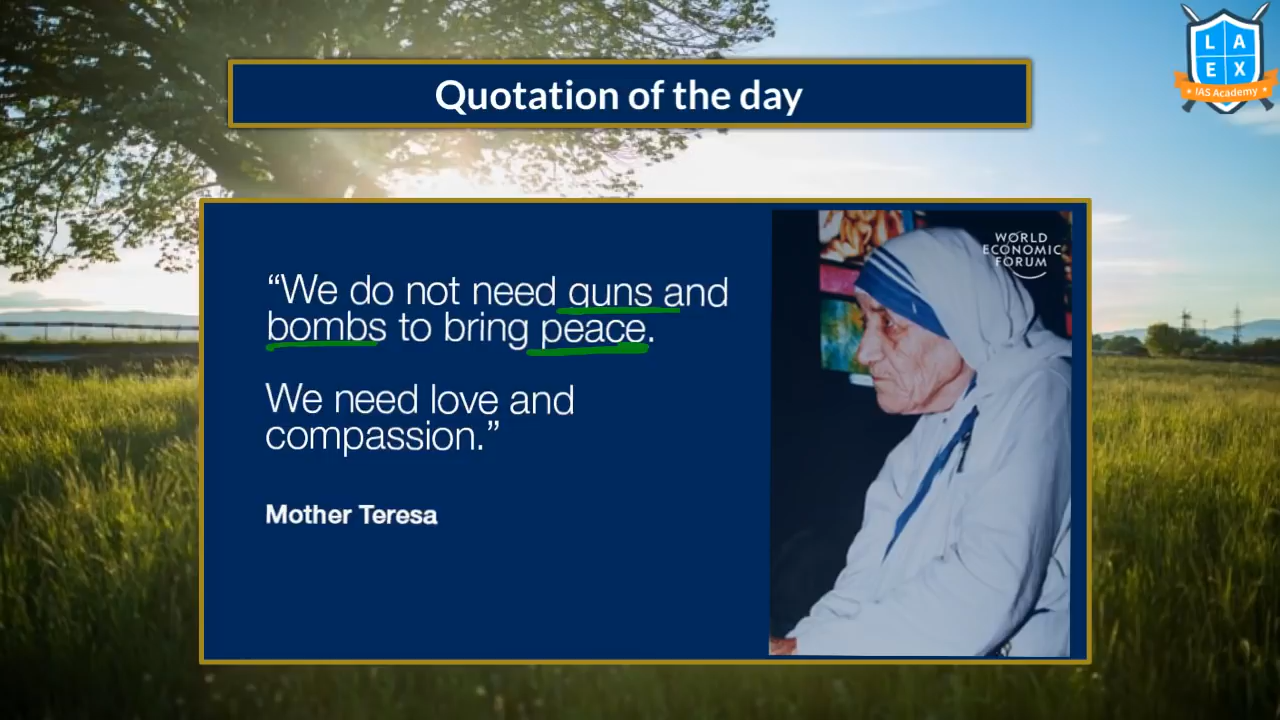 L A
E X
IAS Academy
Quotation of the day
WORLD
ECONOMIC
FORUM
“We do not need guns and
bombs to bring peace.
We need love and
compassion.”
Mother Teresa